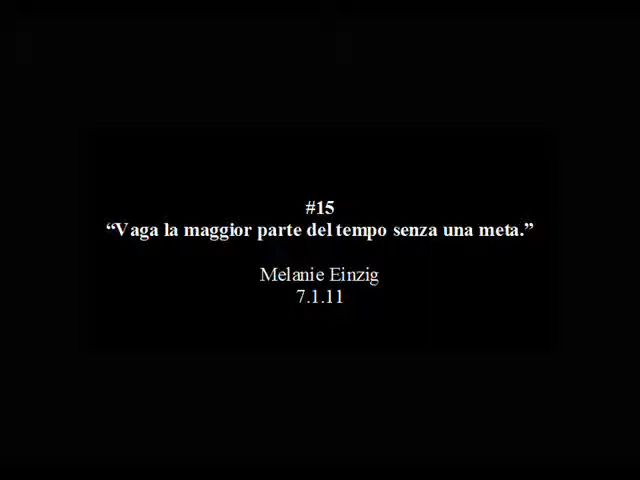 #15
“Vaga la maggior parte del tempo senza una meta.”
Melanie Einzig
7.1.11